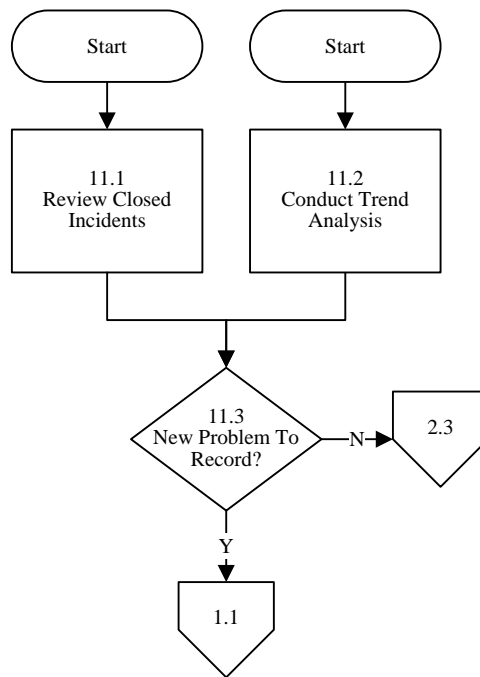 Start
Start
11.1
Review Closed
Incidents
11.2
Conduct Trend
Analysis
11.3
New Problem To
Record?
N
2.3
Y
1.1